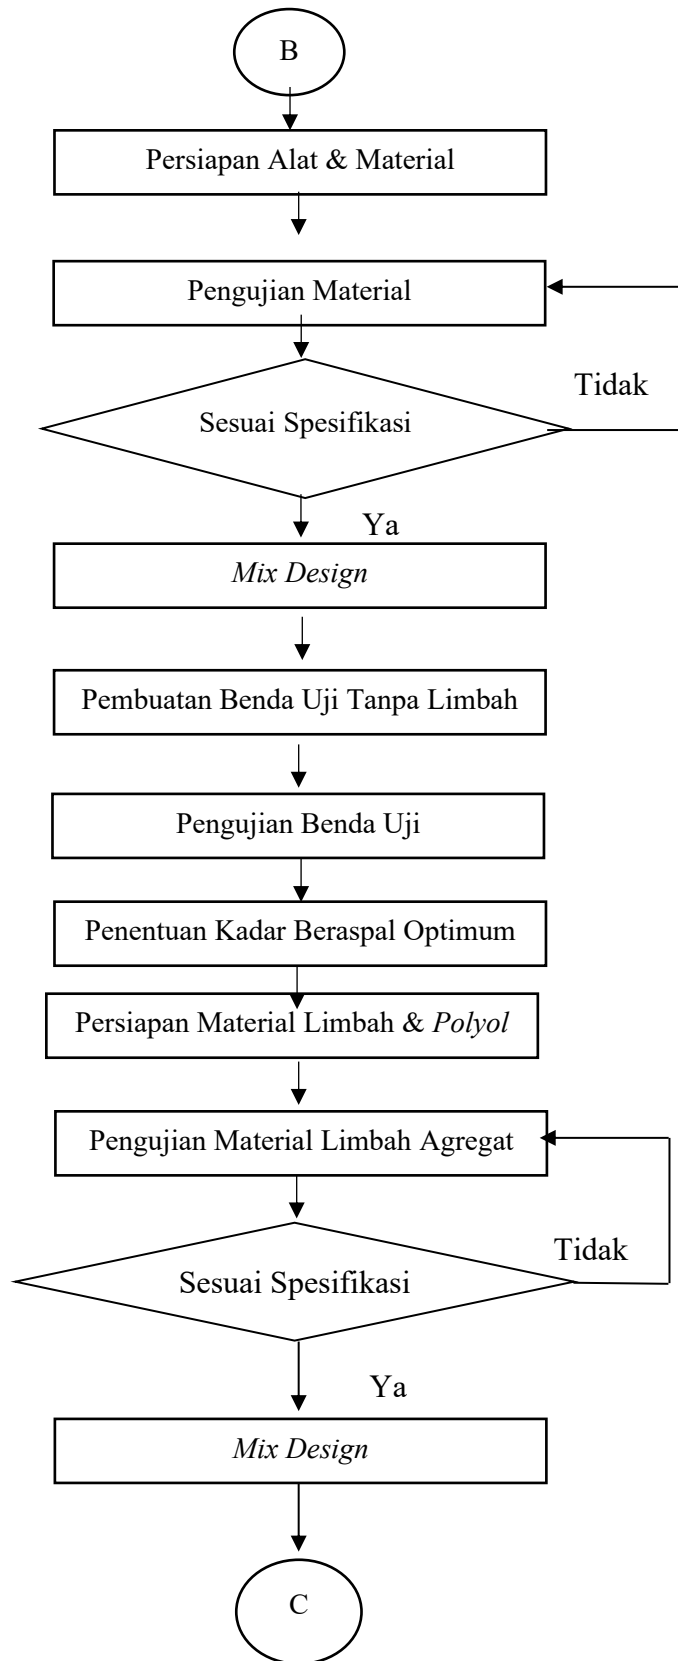 B
Persiapan Alat & Material
Pengujian Material
Tidak
Sesuai Spesifikasi
Ya
Mix Design
Pembuatan Benda Uji Tanpa Limbah
Pengujian Benda Uji
Penentuan Kadar Beraspal Optimum
Persiapan Material Limbah & Polyol
Pengujian Material Limbah Agregat
Tidak
Sesuai Spesifikasi
Ya
Mix Design
C